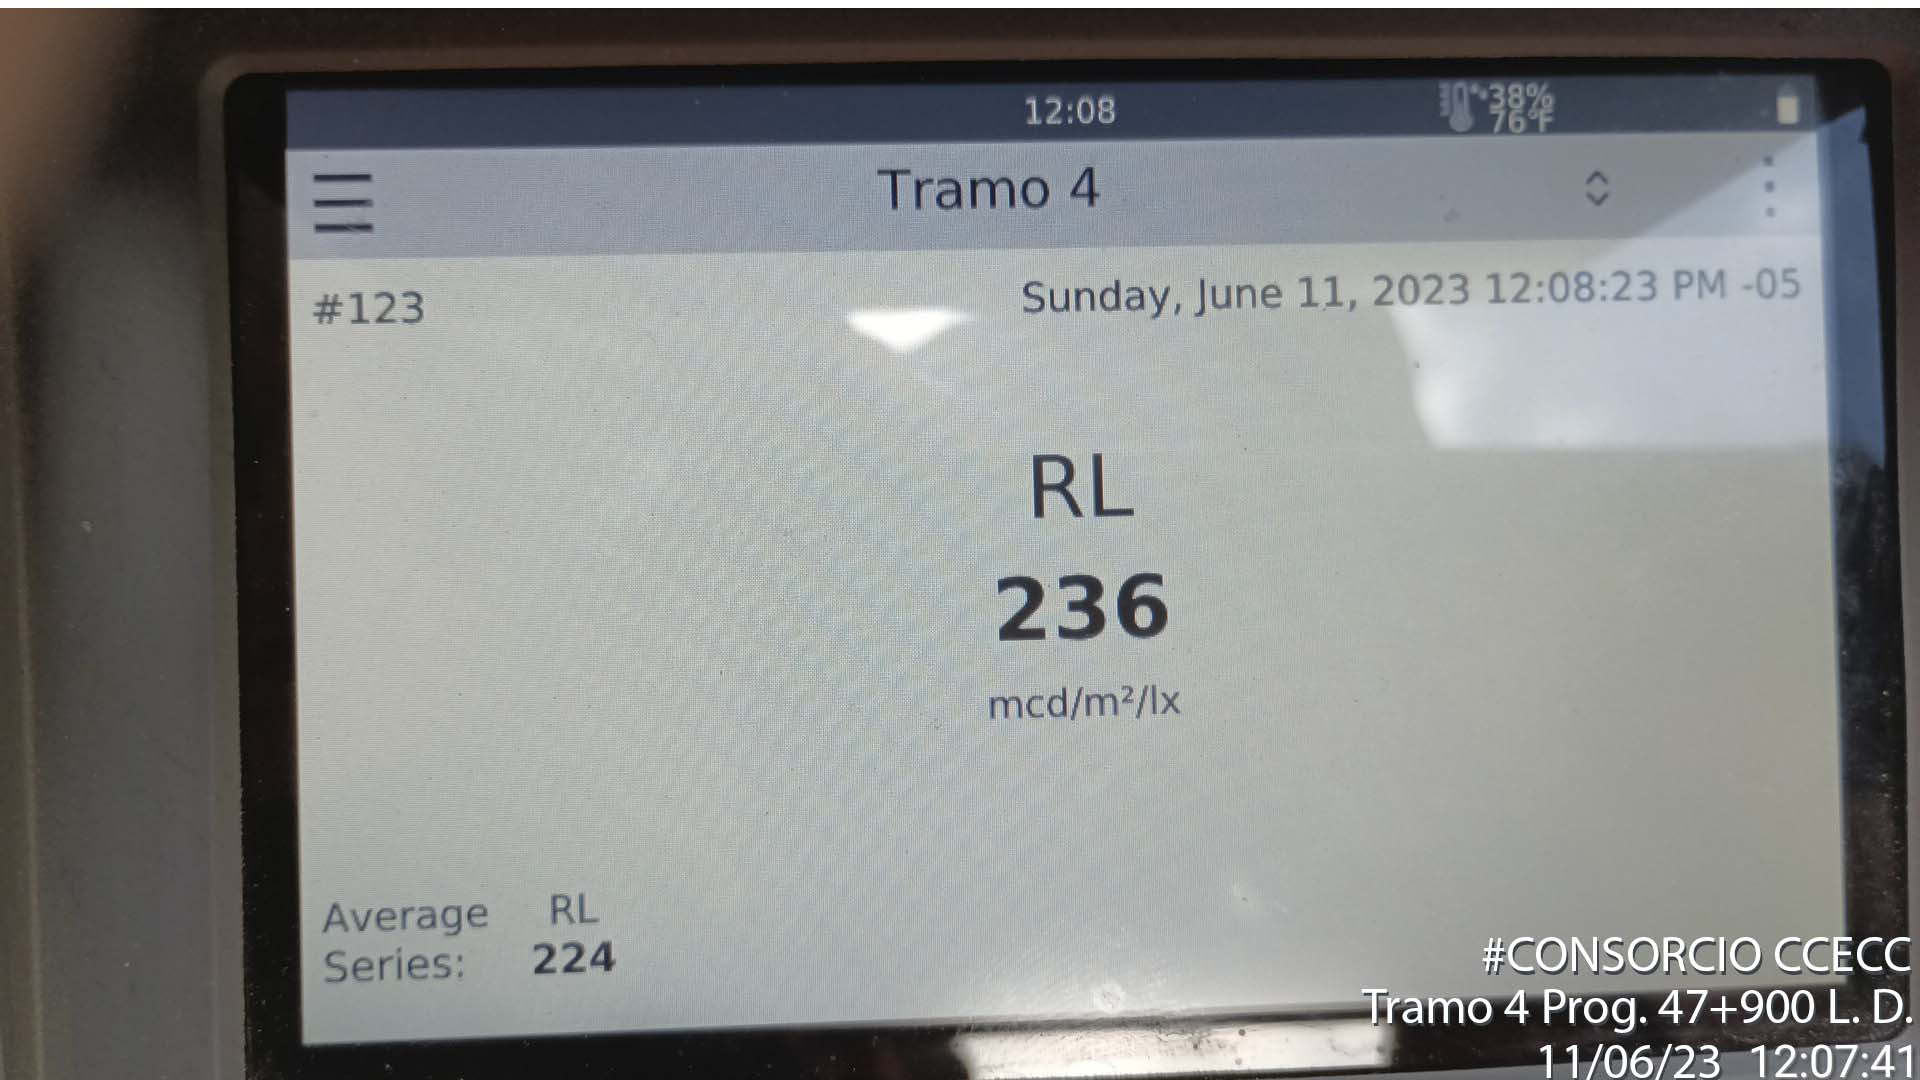 12:08
38%
76°F
Tramo 4
#123
Sunday, June 11, 2023 12:08:23 PM -05
RL
236
mcd/m²/lx
Average RL
Series: 224
#CONSORCIO CCECC
Tramo 4 Prog. 47+900 L. D.
11/06/23 12:07:41